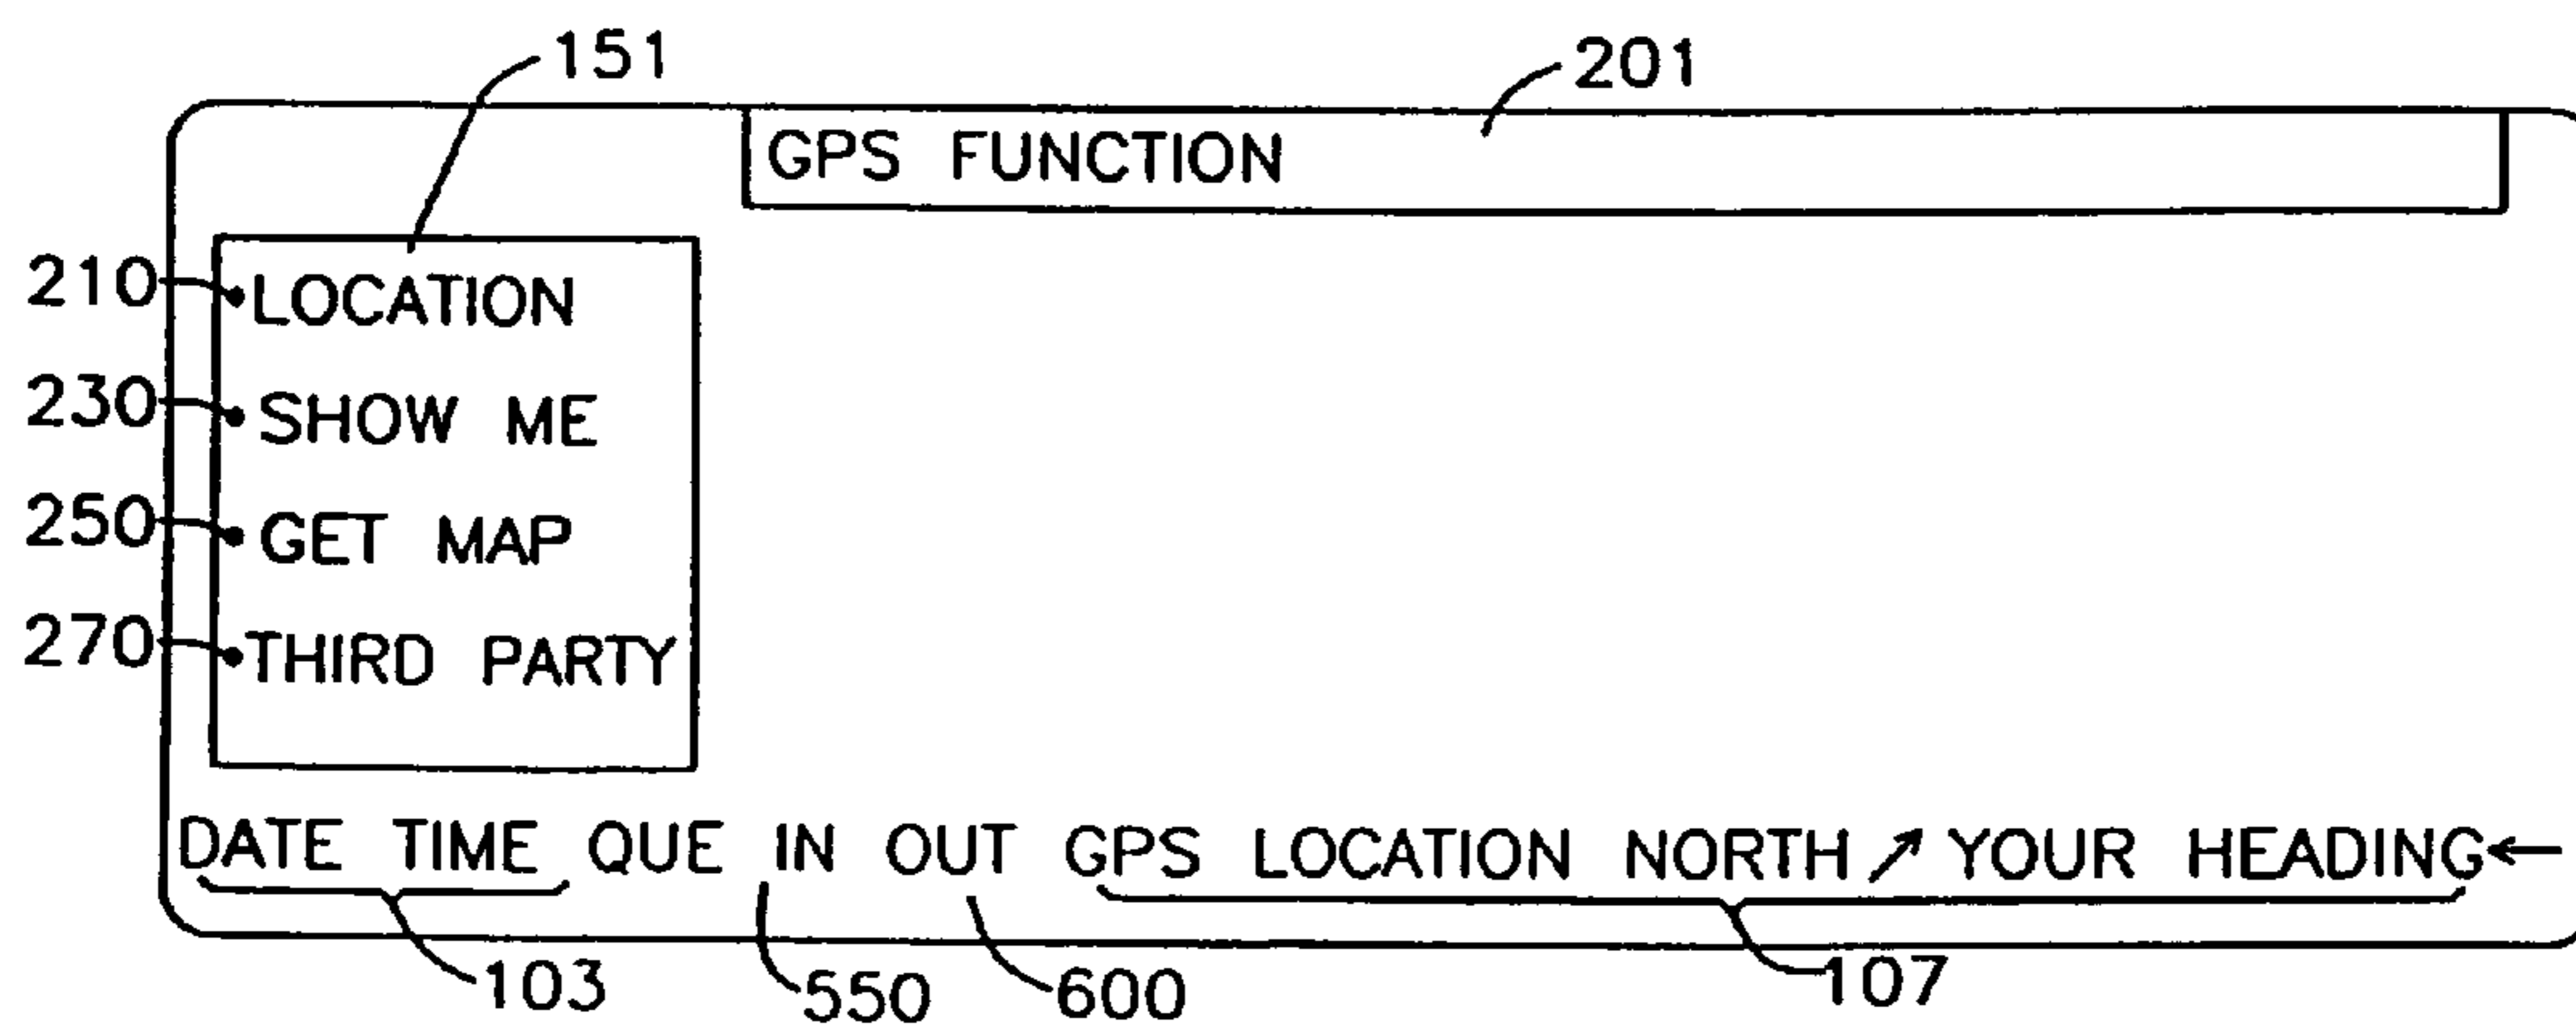 151
201
GPS FUNCTION
210 LOCATION
230 SHOW ME
250 GET MAP
270 THIRD PARTY
DATE TIME QUE IN OUT GPS LOCATION NORTH ↗ YOUR HEADING ←
103 550 600 107